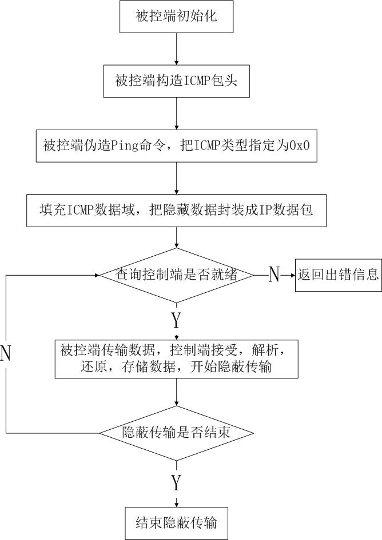 被控端初始化
被控端构造ICMP包头
被控端伪造Ping命令，把ICMP类型指定为0x0
填充ICMP数据域，把隐藏数据封装成IP数据包
查询控制端是否就绪
N
返回出错信息
Y
被控端传输数据，控制端接受，解析，
还原，存储数据，开始隐蔽传输
N
隐蔽传输是否结束
Y
结束隐蔽传输